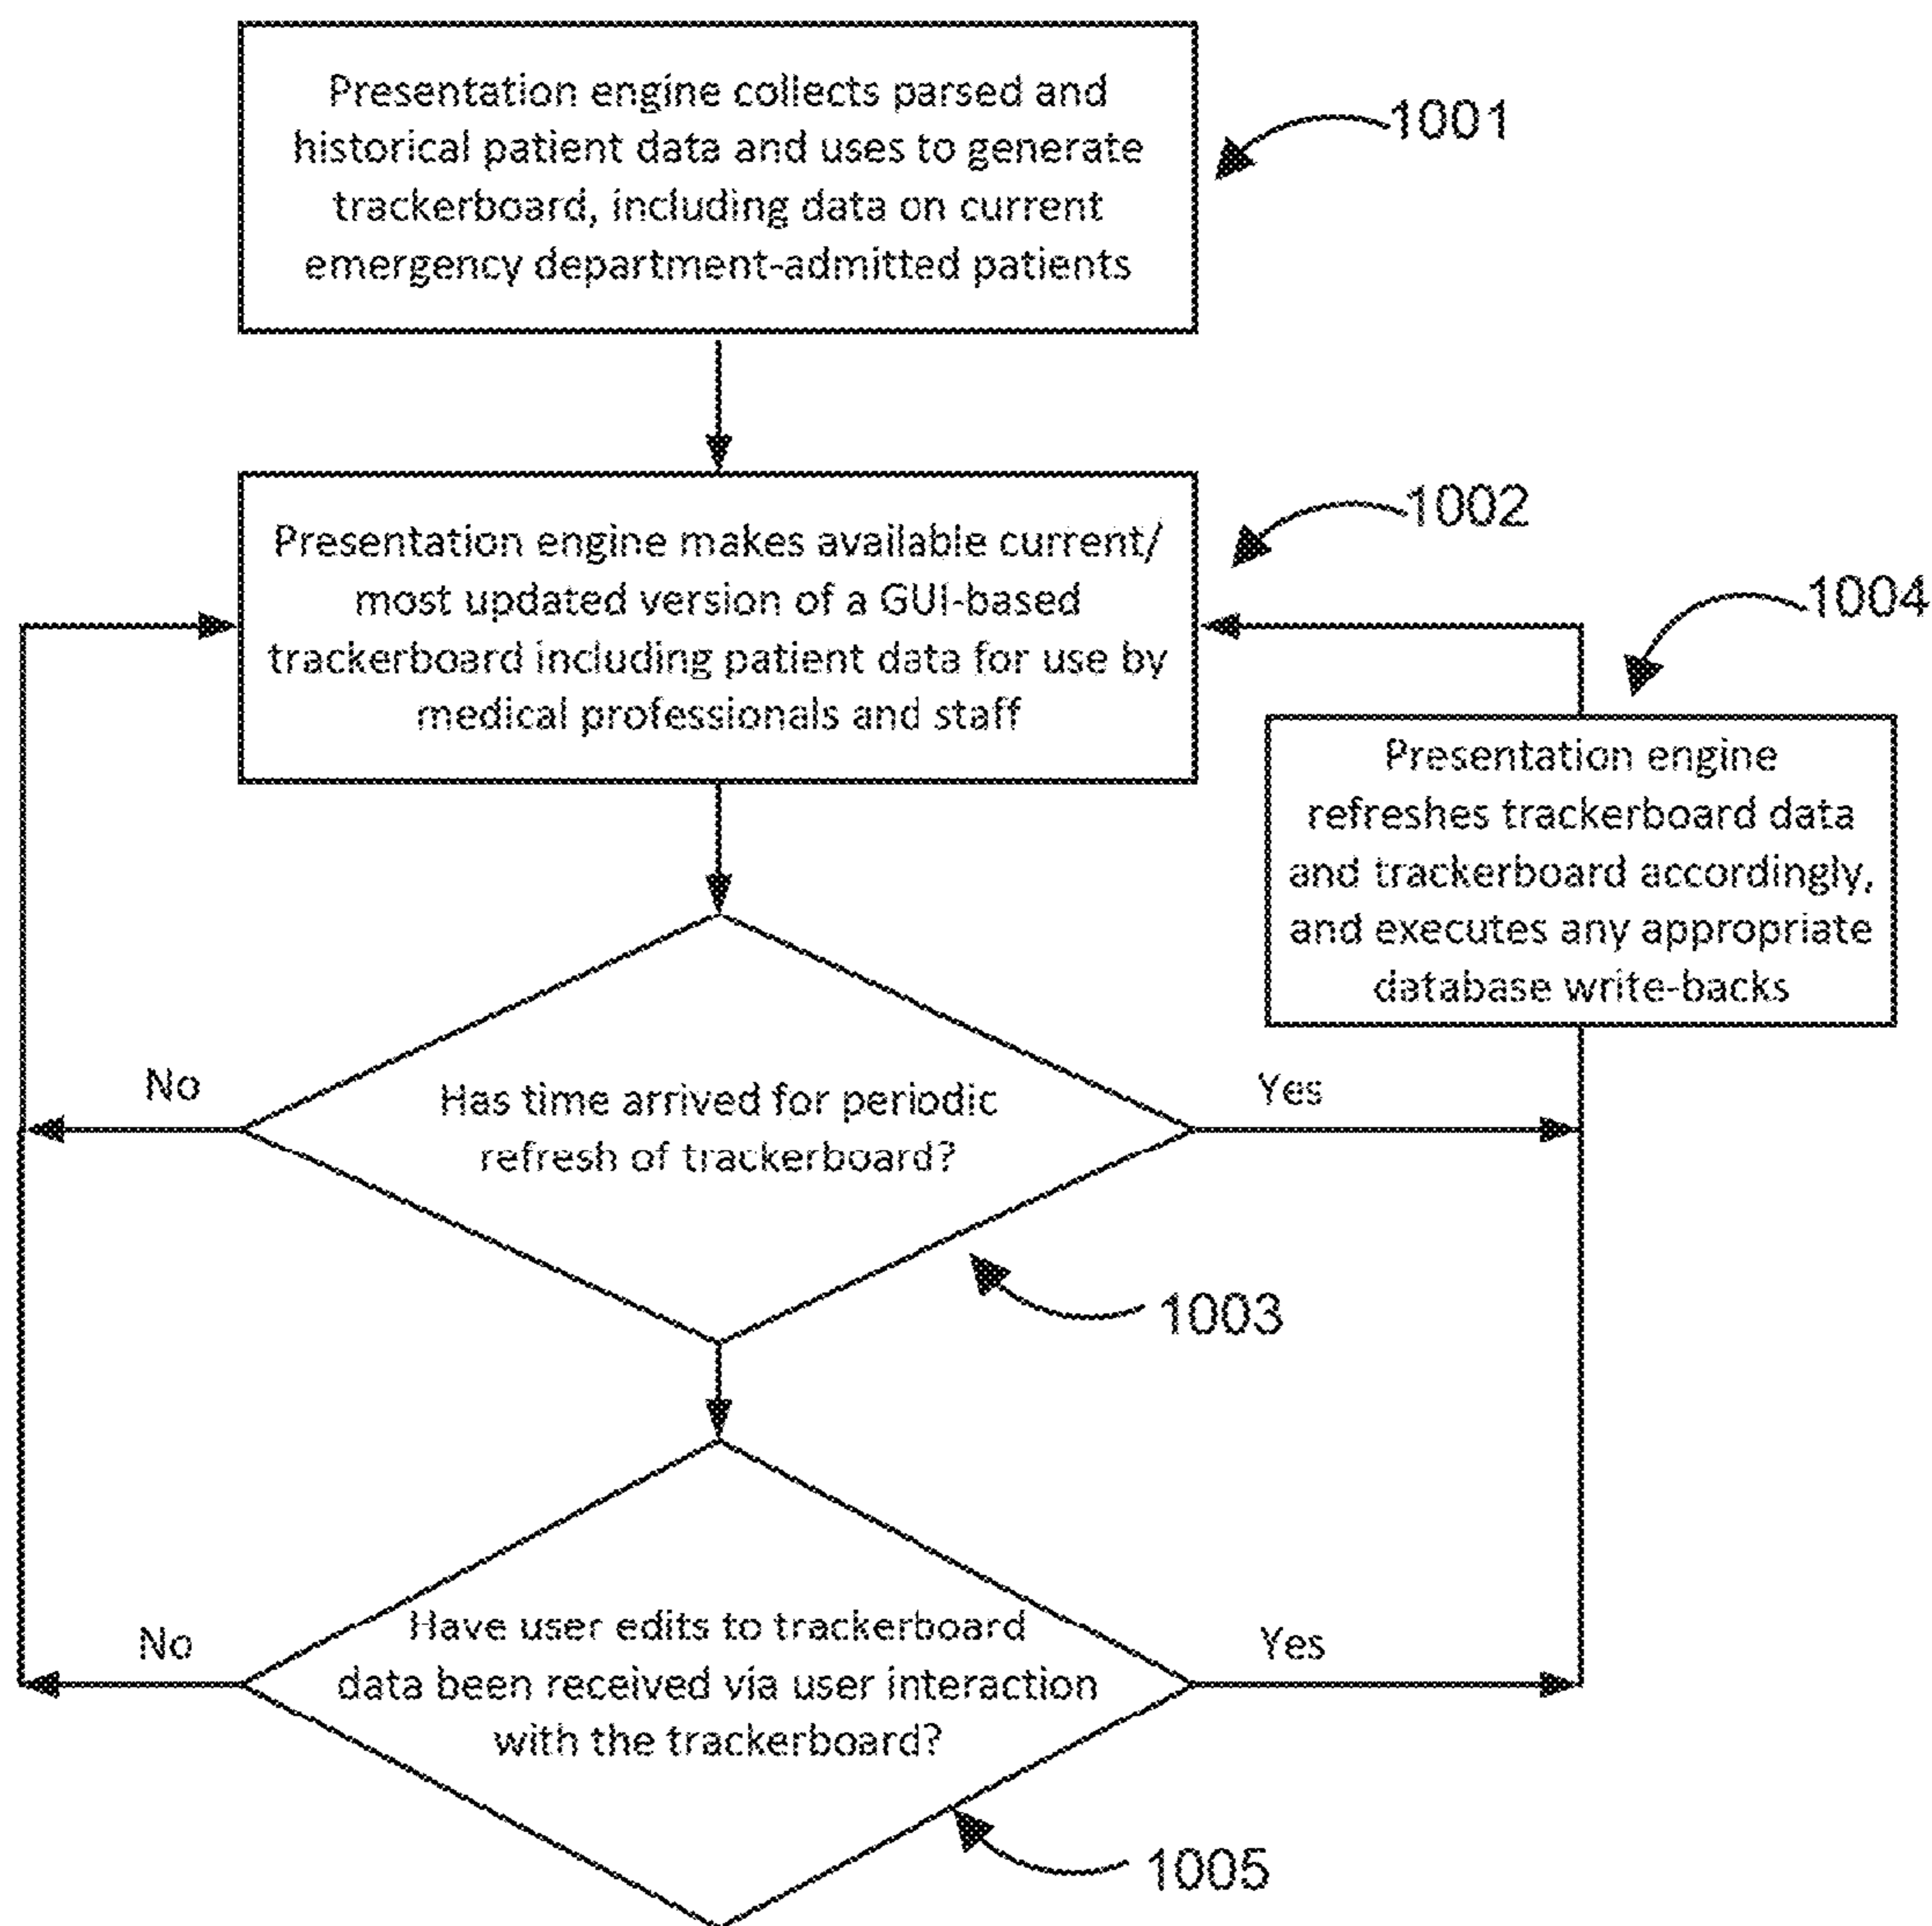 Presentation engine collects parsed and
historical patient data and uses to generate
trackerboard, including data on current
emergency department-admitted patients
1001
Presentation engine makes available current/
most updated version of a GUI-based
trackerboard including patient data for use by
medical professionals and staff
1002
1004
Presentation engine
refreshes trackerboard data
and trackerboard accordingly,
and executes any appropriate
database write-backs
No
Has time arrived for periodic
refresh of trackerboard?
Yes
1003
No
Have user edits to trackerboard
data been received via user interaction
with the trackerboard?
Yes
1005